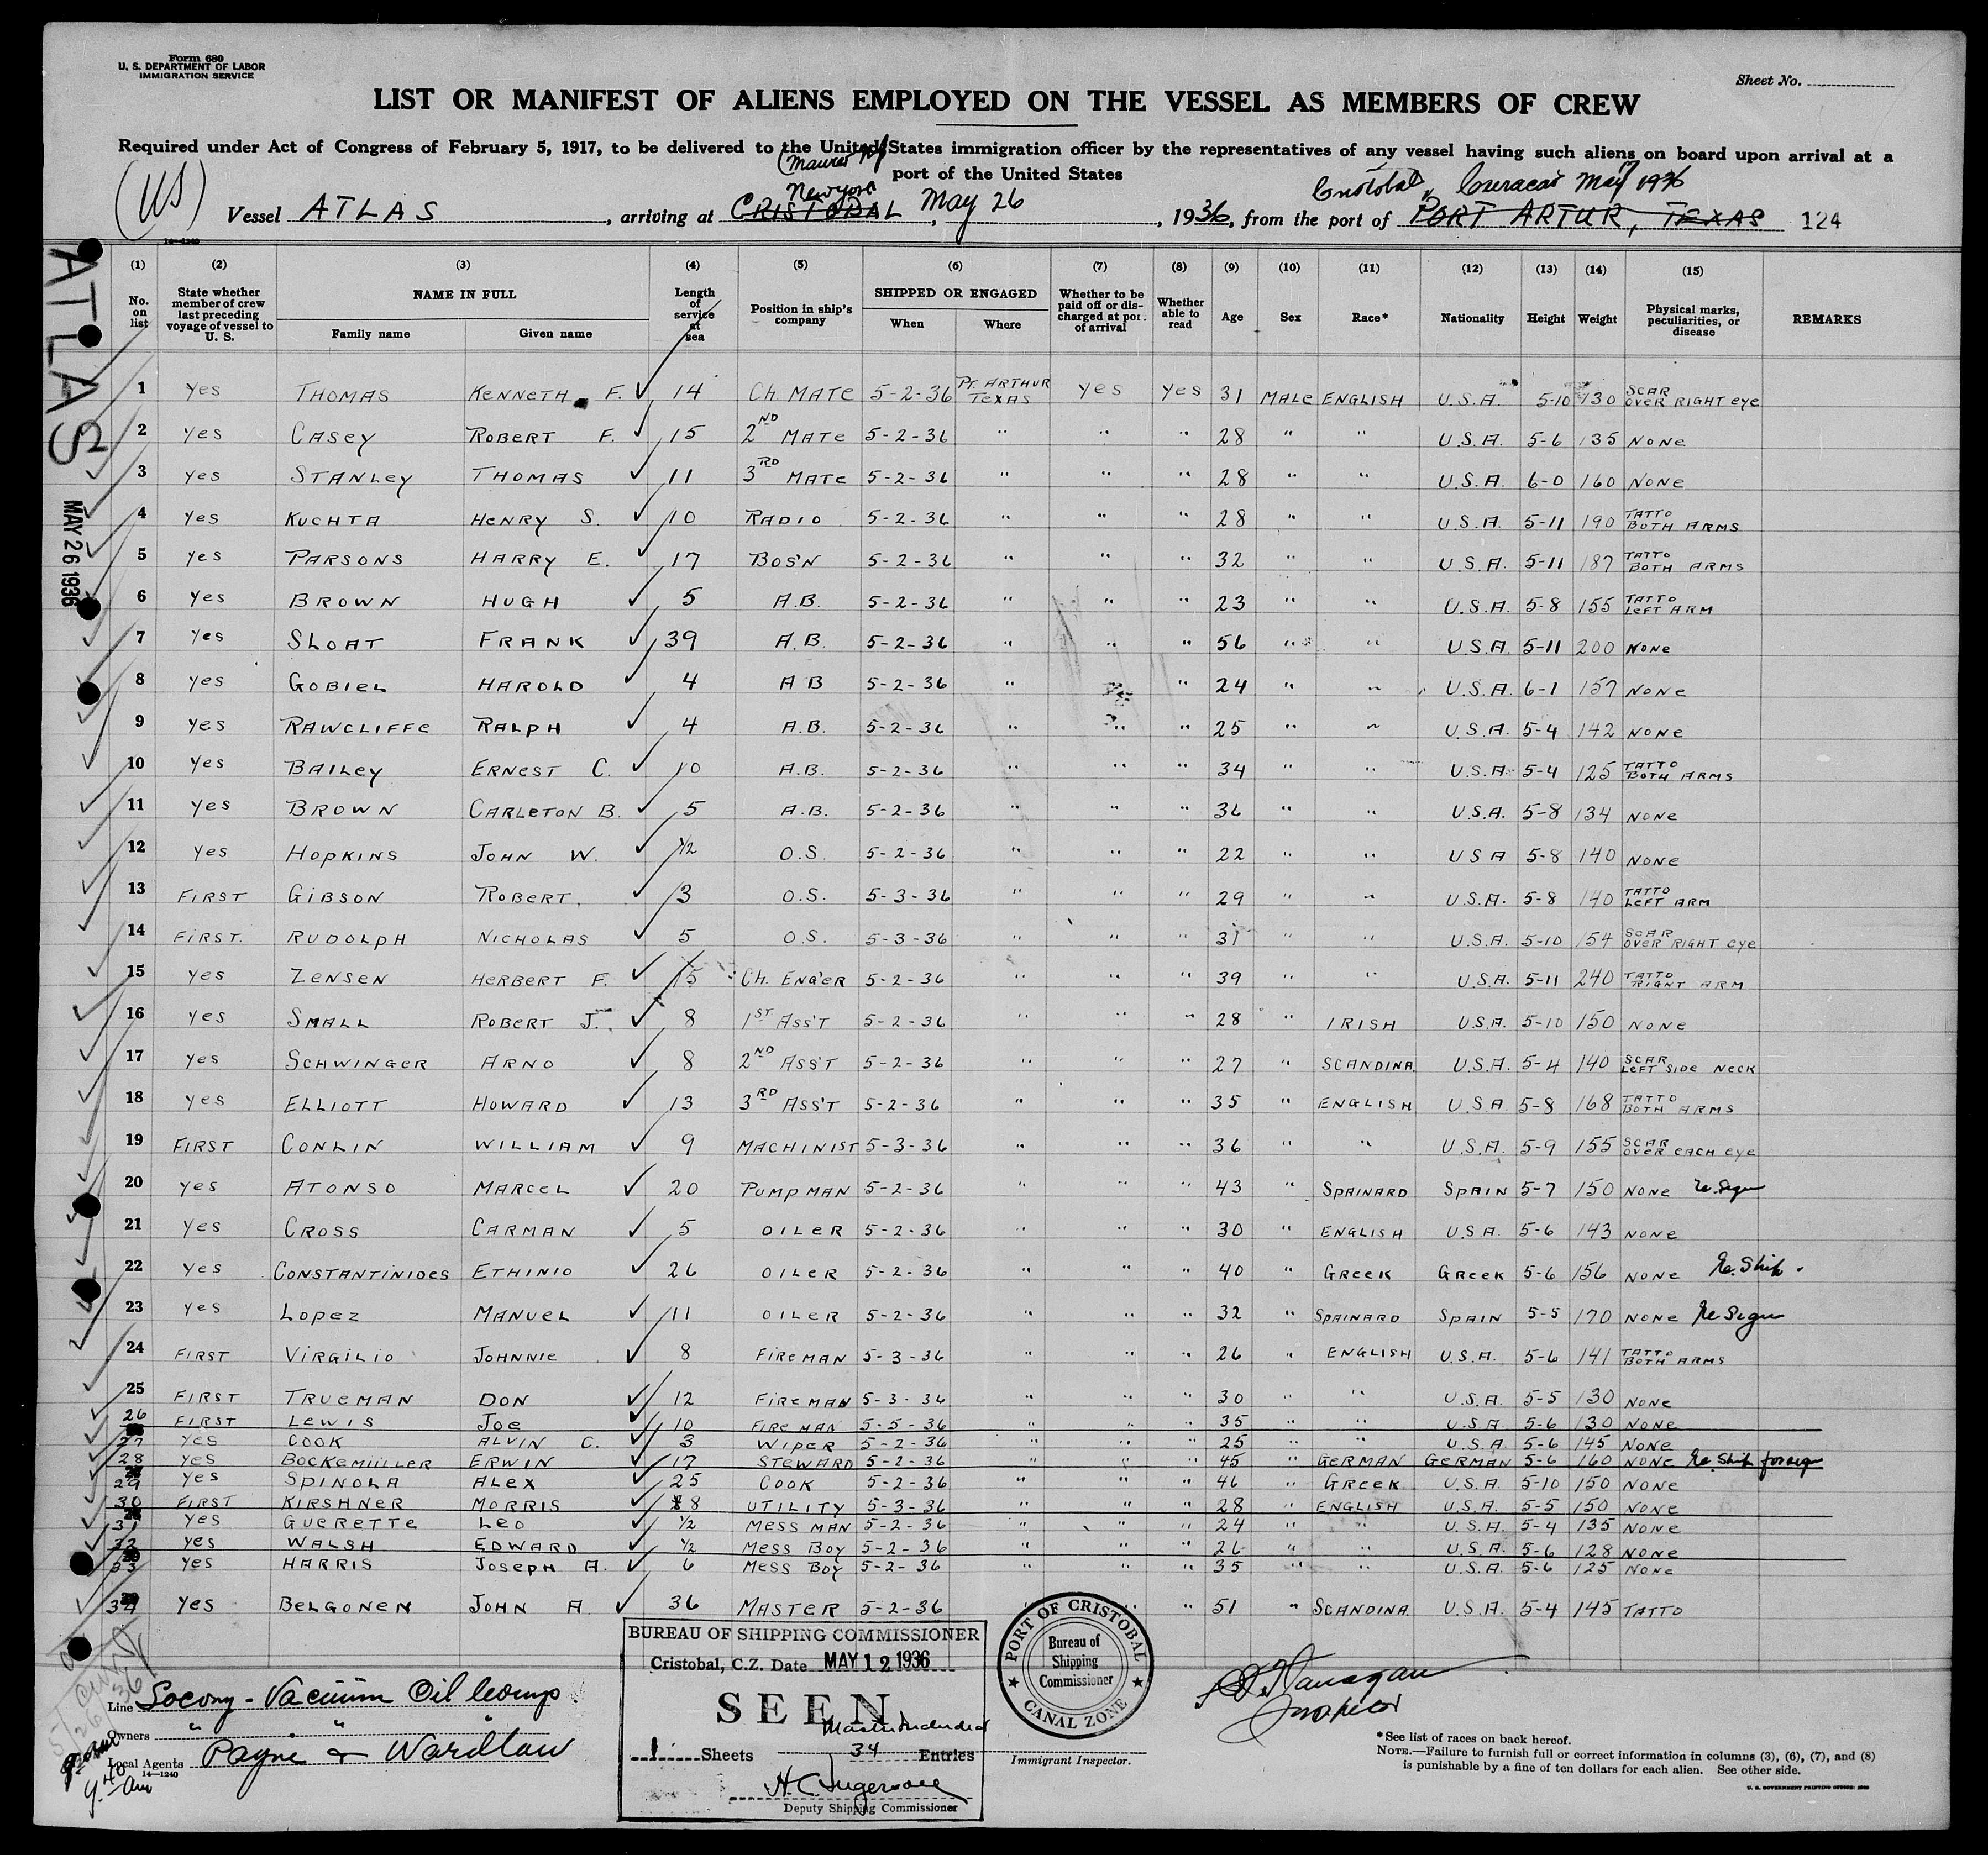 Form 680
U. S. DEPARTMENT OF LABOR
IMMIGRATION SERVICE
Sheet No.
LIST OR MANIFEST OF ALIENS EMPLOYED ON THE VESSEL AS MEMBERS OF CREW
Required under Act of Congress of February 5, 1917, to be delivered to the United States immigration officer by the representatives of any vessel having such aliens on board upon arrival at a
port of the United States
(US) Vessel ATLAS, arriving at CRISTOBAL New York, May 26, 1936, from the port of PORT ARTUR, TEXAS Cristobal Curacao May 1936 124
14—1240
ATLAS
MAY 26 1936
(1) (2) (3) (4) (5) (6) (7) (8) (9) (10) (11) (12) (13) (14) (15)
No. on list State whether member of crew last preceding voyage of vessel to U. S. NAME IN FULL Family name Given name Length of service at sea Position in ship's company SHIPPED OR ENGAGED When Where Whether to be paid off or discharged at port of arrival Whether able to read Age Sex Race* Nationality Height Weight Physical marks, peculiarities, or disease REMARKS
1 Yes THOMAS KENNETH F. 14 Ch. MATE 5-2-36 PT. ARTHUR TEXAS Yes Yes 31 MALE ENGLISH U.S.A. 5-10 130 SCAR OVER RIGHT EYE
2 Yes CASEY ROBERT F. 15 2ND MATE 5-2-36 " " " 28 " " U.S.A. 5-6 135 NONE
3 Yes STANLEY THOMAS 11 3RD MATE 5-2-36 " " " 28 " " U.S.A. 6-0 160 NONE
4 Yes KUCHTA HENRY S. 10 RADIO 5-2-36 " " " 28 " " U.S.A. 5-11 190 TATTO BOTH ARMS
5 Yes PARSONS HARRY E. 17 BOS'N 5-2-36 " " " 32 " " U.S.A. 5-11 187 TATTO BOTH ARMS
6 Yes BROWN HUGH 5 A.B. 5-2-36 " " " 23 " " U.S.A. 5-8 155 TATTO LEFT ARM
7 Yes SLOAT FRANK 39 A.B. 5-2-36 " " " 56 " " U.S.A. 5-11 200 NONE
8 Yes GOBIEL HAROLD 4 A B 5-2-36 " " " 24 " " U.S.A. 6-1 157 NONE
9 Yes RAWCLIFFE RALPH 4 A.B. 5-2-36 " " " 25 " " U.S.A. 5-4 142 NONE
10 Yes BAILEY ERNEST C. 10 A.B. 5-2-36 " " " 34 " " U.S.A. 5-4 125 TATTO BOTH ARMS
11 Yes BROWN CARLETON B. 5 A.B. 5-2-36 " " " 36 " " U.S.A. 5-8 134 NONE
12 Yes HOPKINS JOHN W. 1/2 O.S. 5-2-36 " " " 22 " " U S A 5-8 140 NONE
13 FIRST GIBSON ROBERT. 3 O.S. 5-3-36 " " " 29 " " U.S.A. 5-8 140 TATTO LEFT ARM
14 FIRST. RUDOLPH NICHOLAS 5 O.S. 5-3-36 " " " 31 " " U.S.A. 5-10 154 SCAR OVER RIGHT EYE
15 Yes ZENSEN HERBERT F. 15 Ch. ENG'ER 5-2-36 " " " 39 " " U.S.A. 5-11 240 TATTO RIGHT ARM
16 Yes SMALL ROBERT J. 8 1ST ASS'T 5-2-36 " " " 28 " IRISH U.S.A. 5-10 150 NONE
17 Yes SCHWINGER ARNO 8 2ND ASS'T 5-2-36 " " " 27 " SCANDINA. U.S.A. 5-4 140 SCAR LEFT SIDE NECK
18 Yes ELLIOTT HOWARD 13 3RD ASS'T 5-2-36 " " " 35 " ENGLISH U.S.A 5-8 168 TATTO BOTH ARMS
19 FIRST CONLIN WILLIAM 9 MACHINIST 5-3-36 " " " 36 " " U.S.A. 5-9 155 SCAR OVER EACH EYE
20 Yes ATONSO MARCEL 20 PUMPMAN 5-2-36 " " " 43 " SPAINARD SPAIN 5-7 150 NONE Re Sign
21 Yes CROSS CARMAN 5 OILER 5-2-36 " " " 30 " ENGLISH U.S.A. 5-6 143 NONE
22 Yes CONSTANTINIDES ETHINIO 26 OILER 5-2-36 " " " 40 " GREEK GREEK 5-6 156 NONE Re. Ship.
23 Yes LOPEZ MANUEL 11 OILER 5-2-36 " " " 32 " SPAINARD SPAIN 5-5 170 NONE Re Sign
24 FIRST VIRGILIO JOHNNIE 8 FIREMAN 5-3-36 " " " 26 " ENGLISH U.S.A. 5-6 141 TATTO BOTH ARMS
25 FIRST TRUEMAN DON 12 FIREMAN 5-3-36 " " " 30 " " U.S.A. 5-5 130 NONE
26 FIRST LEWIS JOE 10 FIREMAN 5-5-36 " " " 35 " " U.S.A. 5-6 130 NONE
27 Yes COOK ALVIN C. 3 WIPER 5-2-36 " " " 25 " " U.S.A 5-6 145 NONE
28 Yes BOCKEMULLER ERWIN 17 STEWARD 5-2-36 " " " 45 " GERMAN GERMAN 5-6 160 NONE Re. Ship foreign
29 Yes SPINOLA ALEX 25 COOK 5-2-36 " " " 46 " GREEK U.S.A. 5-10 150 NONE
30 FIRST KIRSHNER MORRIS 8 UTILITY 5-3-36 " " " 28 " ENGLISH U.S.A. 5-5 150 NONE
31 Yes GUERETTE LEO 1/2 MESS MAN 5-2-36 " " " 24 " " U.S.A. 5-4 135 NONE
32 Yes WALSH EDWARD 1/2 MESS BOY 5-2-36 " " " 26 " " U.S.A. 5-6 128 NONE
33 Yes HARRIS JOSEPH A. 6 MESS BOY 5-2-36 " " " 35 " " U.S.A. 5-6 125 NONE
34 Yes BELGONEN JOHN A 36 MASTER 5-2-36 " " " 51 " SCANDINA. U.S.A. 5-4 145 TATTO
BUREAU OF SHIPPING COMMISSIONER
Cristobal, C.Z. Date MAY 12 1936
SEEN
Master included
1 Sheets 34 Entries
Deputy Shipping Commissioner
PORT OF CRISTOBAL
Bureau of
Shipping
Commissioner
CANAL ZONE
Inspector
Immigrant Inspector.
Line Socony-Vacuum Oil Comp.
Owners " " "
Local Agents Payne & Wardlaw
14—1240
*See list of races on back hereof.
NOTE.—Failure to furnish full or correct information in columns (3), (6), (7), and (8)
is punishable by a fine of ten dollars for each alien. See other side.